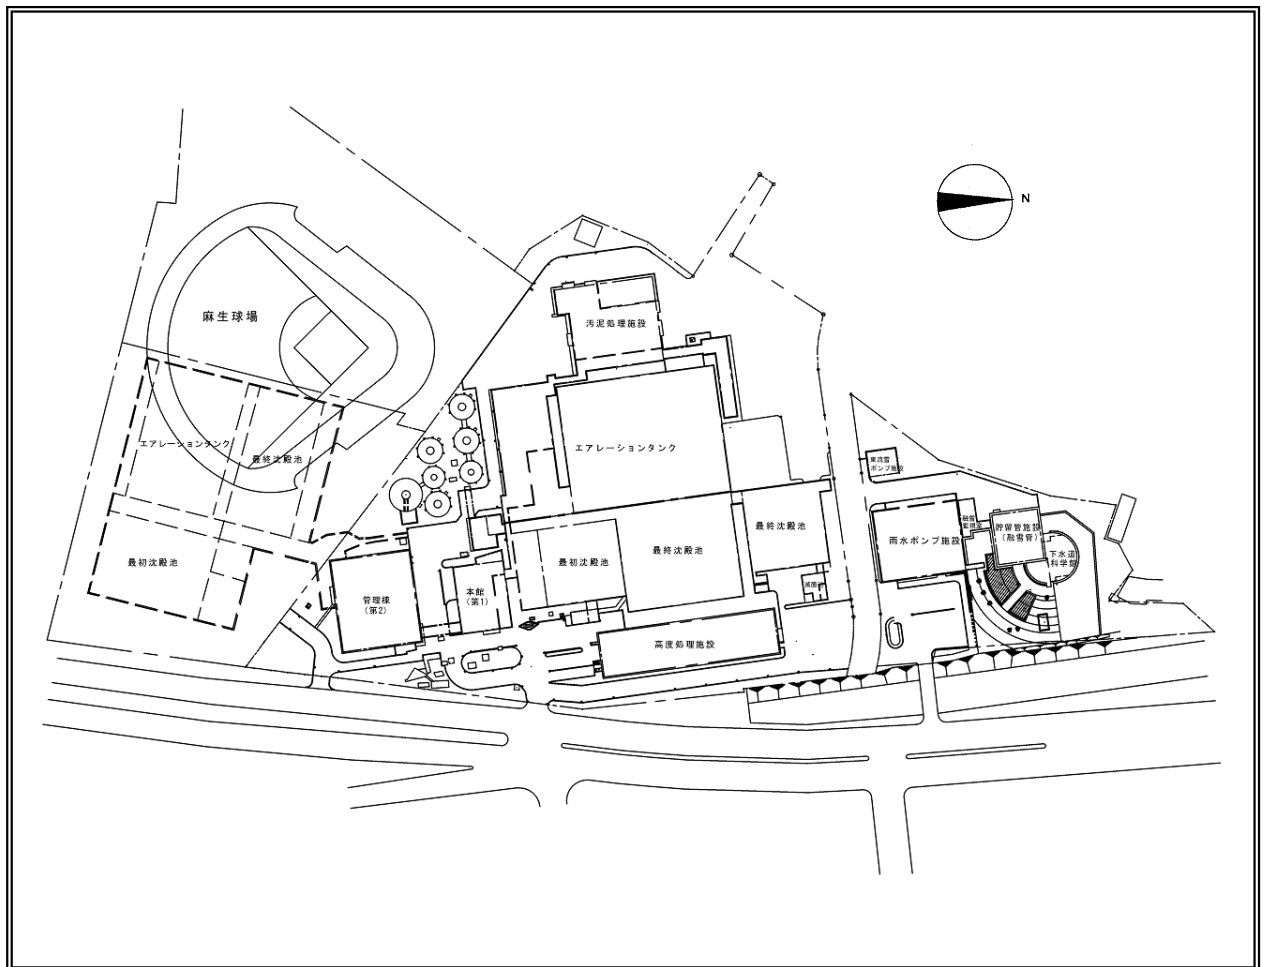 N
麻生球場
汚泥処理施設
エアレーションタンク
最終沈殿池
エアレーションタンク
東流雪
ポンプ施設
最終沈殿池
雨水ポンプ施設
貯留管施設
(融雪管)
下水道
科学館
最初沈殿池
最初沈殿池
最終沈殿池
管理棟
(第2)
本館
(第1)
高度処理施設